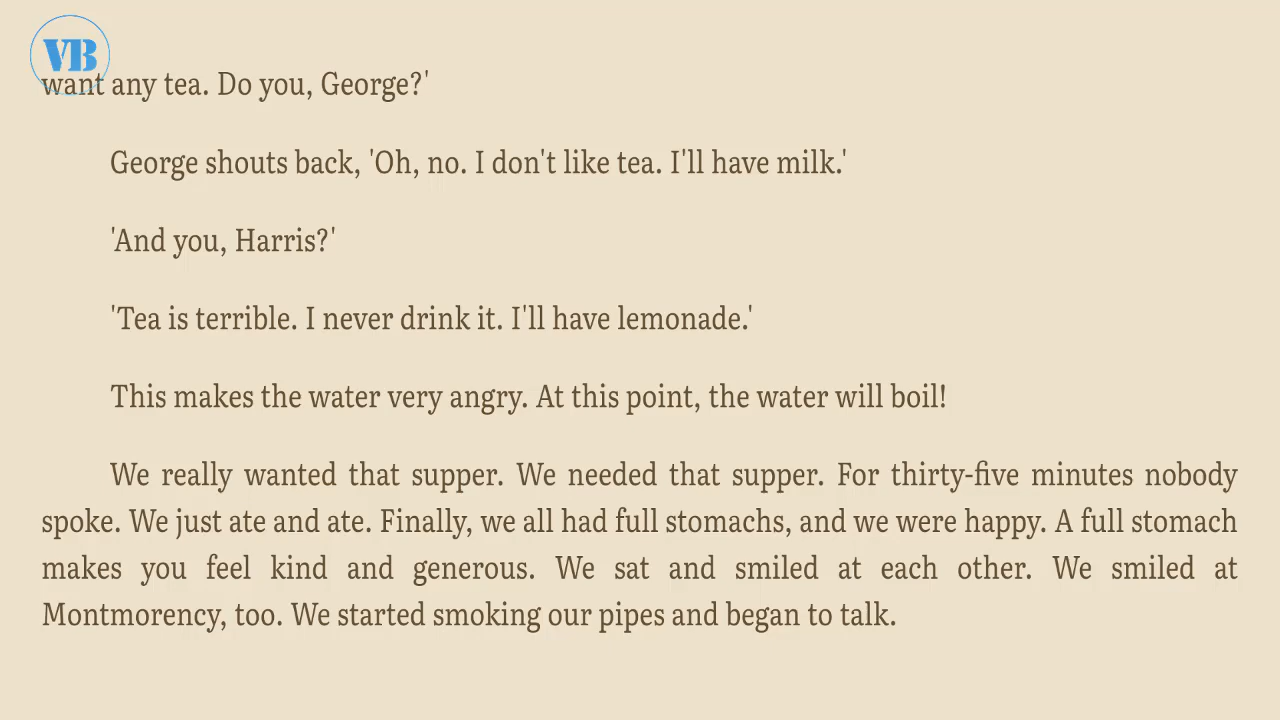 VB
want any tea. Do you, George?'
George shouts back, 'Oh, no. I don't like tea. I'll have milk.'
'And you, Harris?'
'Tea is terrible. I never drink it. I'll have lemonade.'
This makes the water very angry. At this point, the water will boil!
We really wanted that supper. We needed that supper. For thirty-five minutes nobody
spoke. We just ate and ate. Finally, we all had full stomachs, and we were happy. A full stomach
makes you feel kind and generous. We sat and smiled at each other. We smiled at
Montmorency, too. We started smoking our pipes and began to talk.